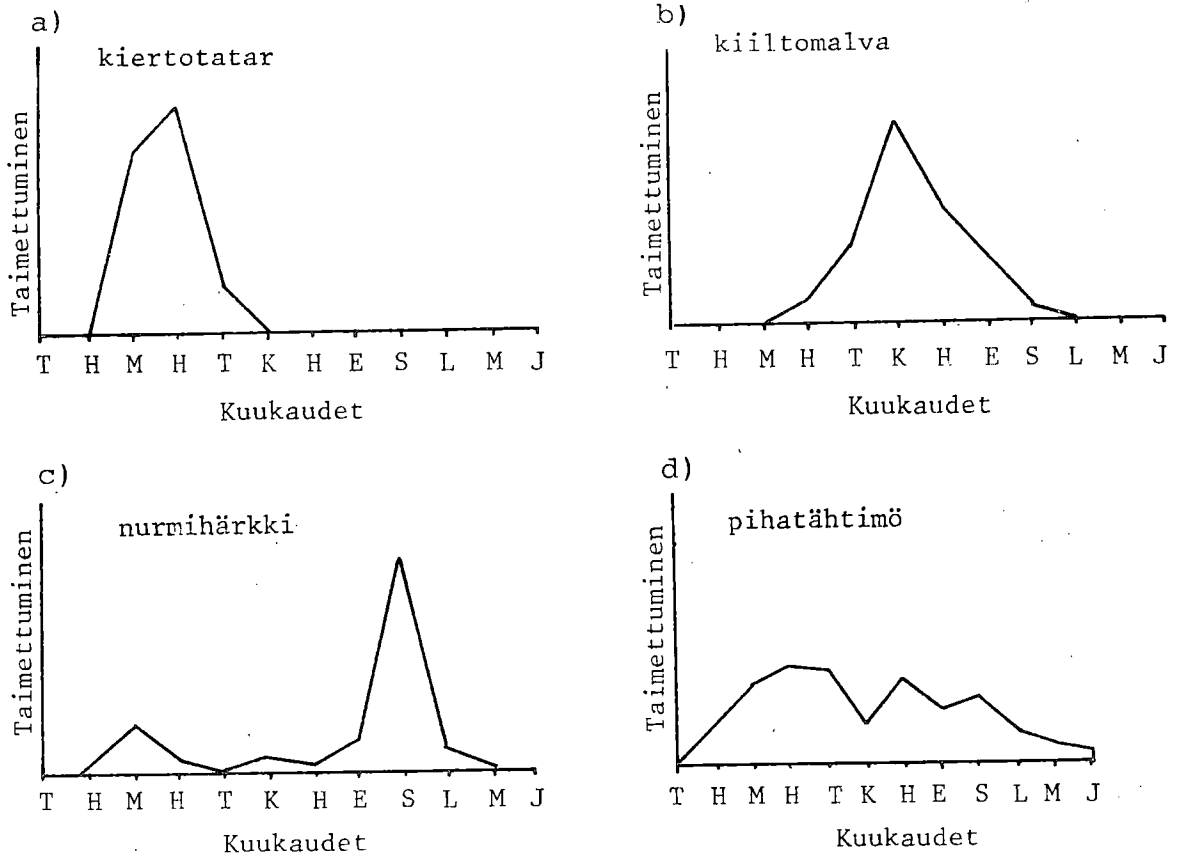 a)
kiertotatar
Taimettuminen
T H M H T K H E S L M J
Kuukaudet
b)
kiiltomalva
Taimettuminen
T H M H T K H E S L M J
Kuukaudet
c)
nurmihärkki
Taimettuminen
T H M H T K H E S L M J
Kuukaudet
d)
pihatähtimö
Taimettuminen
T H M H T K H E S L M J
Kuukaudet